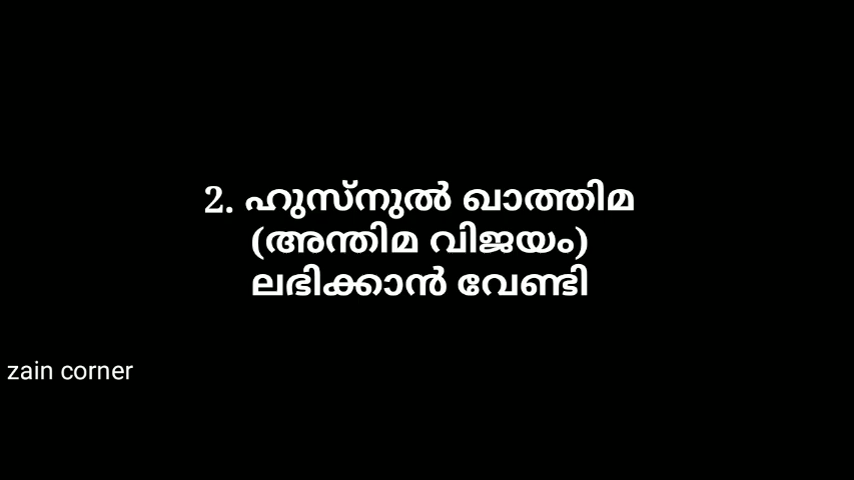 2. ഹുസ്നുൽ ഖാത്തിമ
(അന്തിമ വിജയം)
ലഭിക്കാൻ വേണ്ടി
zain corner